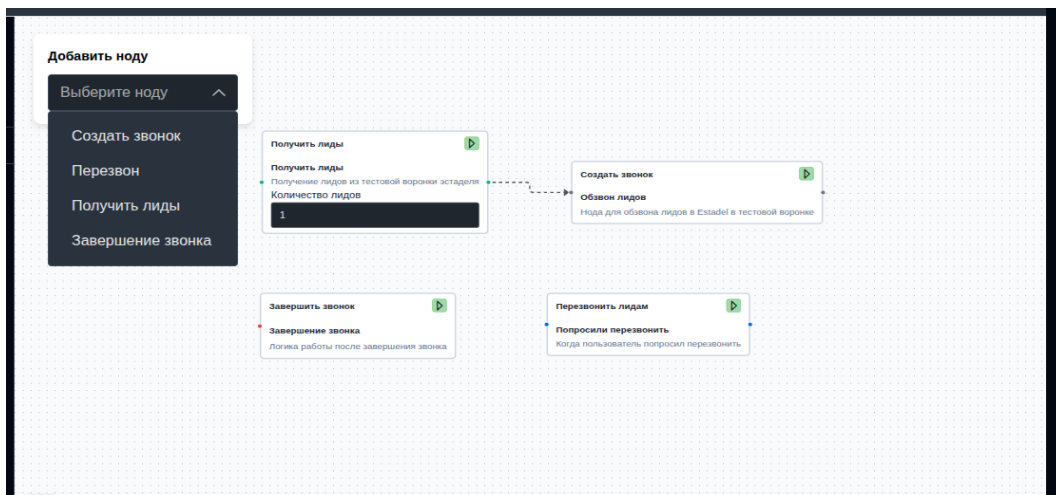 Добавить ноду
Выберите ноду
Создать звонок
Перезвон
Получить лиды
Завершение звонка
Получить лиды
Получить лиды
Получение лидов из тестовой воронки эстаделя
Количество лидов
1
Создать звонок
Обзвон лидов
Нода для обзвона лидов в Estadel в тестовой воронке
Завершить звонок
Завершение звонка
Логика работы после завершения звонка
Перезвонить лидам
Попросили перезвонить
Когда пользователь попросил перезвонить